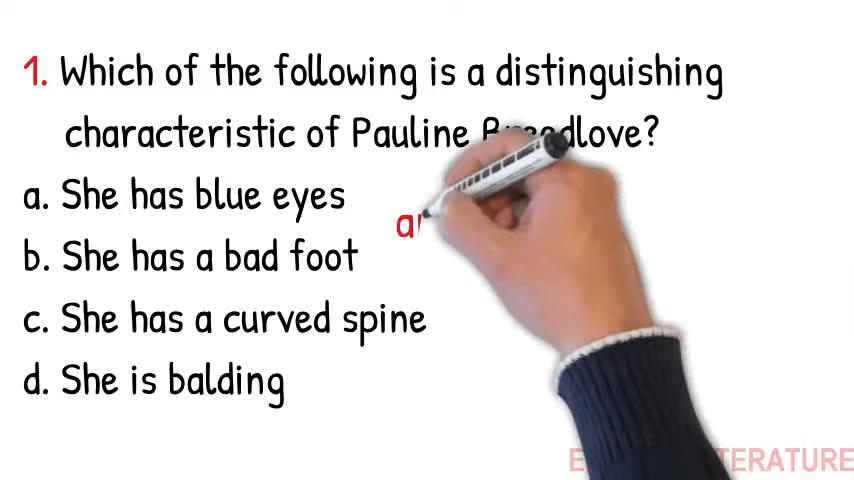 1. Which of the following is a distinguishing
characteristic of Pauline Breedlove?
a. She has blue eyes
b. She has a bad foot
c. She has a curved spine
d. She is balding